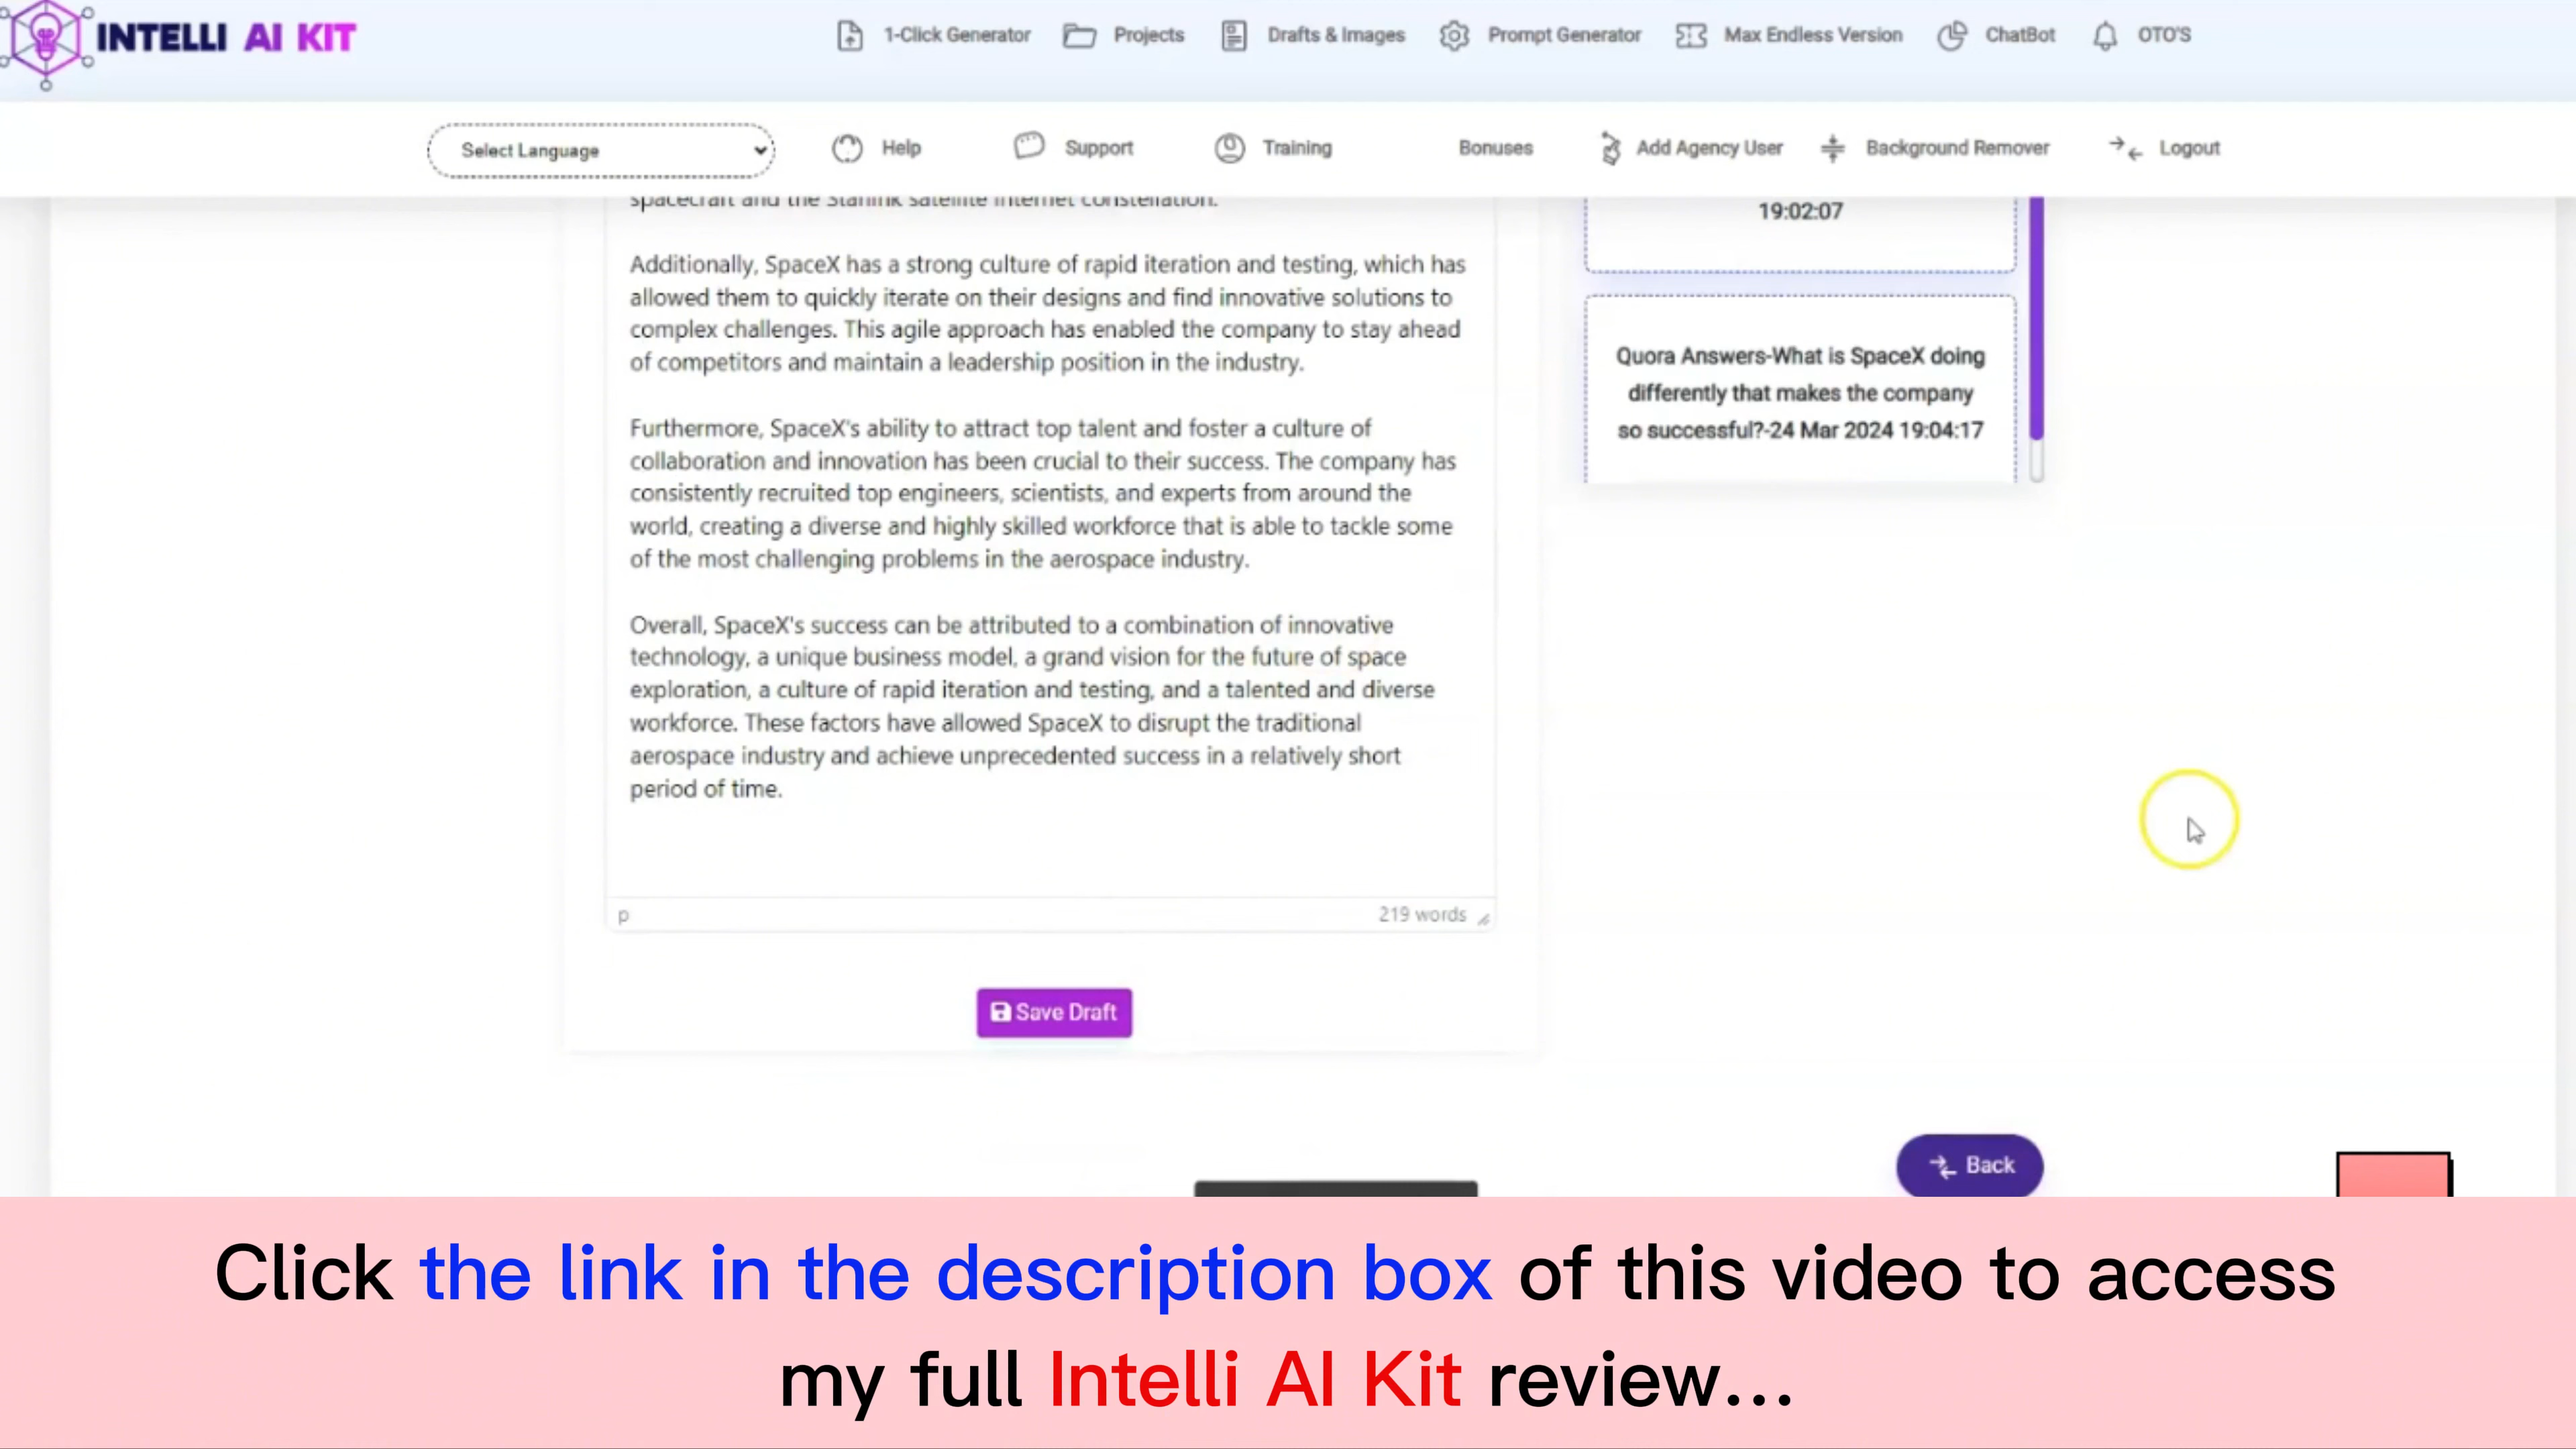 INTELLI AI KIT
1-Click Generator
Projects
Drafts & Images
Prompt Generator
Max Endless Version
ChatBot
OTO'S
Select Language
Help
Support
Training
Bonuses
Add Agency User
Background Remover
Logout
spacecraft and the Starlink satellite internet constellation.
Additionally, SpaceX has a strong culture of rapid iteration and testing, which has
allowed them to quickly iterate on their designs and find innovative solutions to
complex challenges. This agile approach has enabled the company to stay ahead
of competitors and maintain a leadership position in the industry.
Furthermore, SpaceX's ability to attract top talent and foster a culture of
collaboration and innovation has been crucial to their success. The company has
consistently recruited top engineers, scientists, and experts from around the
world, creating a diverse and highly skilled workforce that is able to tackle some
of the most challenging problems in the aerospace industry.
Overall, SpaceX's success can be attributed to a combination of innovative
technology, a unique business model, a grand vision for the future of space
exploration, a culture of rapid iteration and testing, and a talented and diverse
workforce. These factors have allowed SpaceX to disrupt the traditional
aerospace industry and achieve unprecedented success in a relatively short
period of time.
p
219 words
Save Draft
19:02:07
Quora Answers-What is SpaceX doing
differently that makes the company
so successful?-24 Mar 2024 19:04:17
Back
Click the link in the description box of this video to access
my full Intelli AI Kit review...